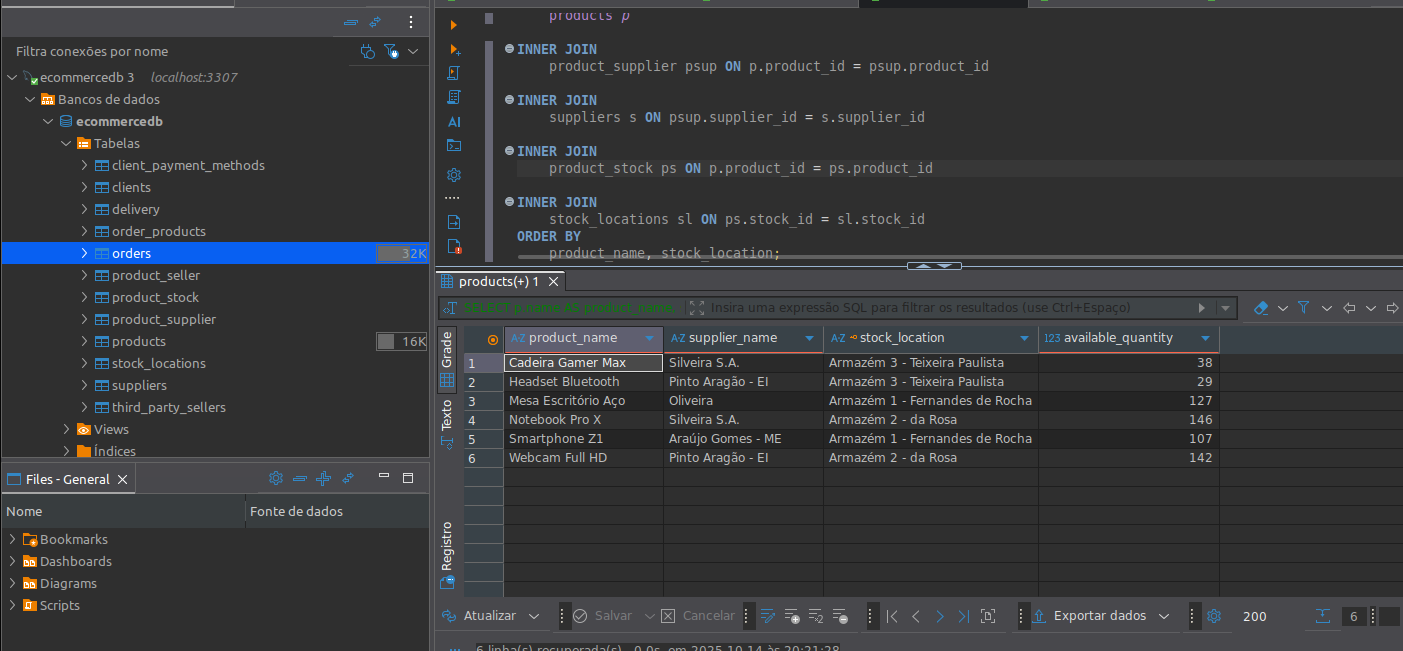 Filtra conexões por nome
ecommercedb 3 localhost:3307
Bancos de dados
ecommercedb
Tabelas
client_payment_methods
clients
delivery
order_products
orders 32K
product_seller
product_stock
product_supplier
products 16K
stock_locations
suppliers
third_party_sellers
Views
Índices
Files - General
Nome Fonte de dados
Bookmarks
Dashboards
Diagrams
Scripts
AI
products p
INNER JOIN
product_supplier psup ON p.product_id = psup.product_id
INNER JOIN
suppliers s ON psup.supplier_id = s.supplier_id
INNER JOIN
product_stock ps ON p.product_id = ps.product_id
INNER JOIN
stock_locations sl ON ps.stock_id = sl.stock_id
ORDER BY
product_name, stock_location;
products(+) 1
SELECT p.name AS product_name, Insira uma expressão SQL para filtrar os resultados (use Ctrl+Espaço)
Grade
Texto
Registro
A-Z product_name A-Z supplier_name A-Z stock_location 123 available_quantity
1 Cadeira Gamer Max Silveira S.A. Armazém 3 - Teixeira Paulista 38
2 Headset Bluetooth Pinto Aragão - EI Armazém 3 - Teixeira Paulista 29
3 Mesa Escritório Aço Oliveira Armazém 1 - Fernandes de Rocha 127
4 Notebook Pro X Silveira S.A. Armazém 2 - da Rosa 146
5 Smartphone Z1 Araújo Gomes - ME Armazém 1 - Fernandes de Rocha 107
6 Webcam Full HD Pinto Aragão - EI Armazém 2 - da Rosa 142
Atualizar Salvar Cancelar Exportar dados 200 6
6 linha(s) recuperada(s) - 0.0s, em 2025-10-14 às 20:21:28